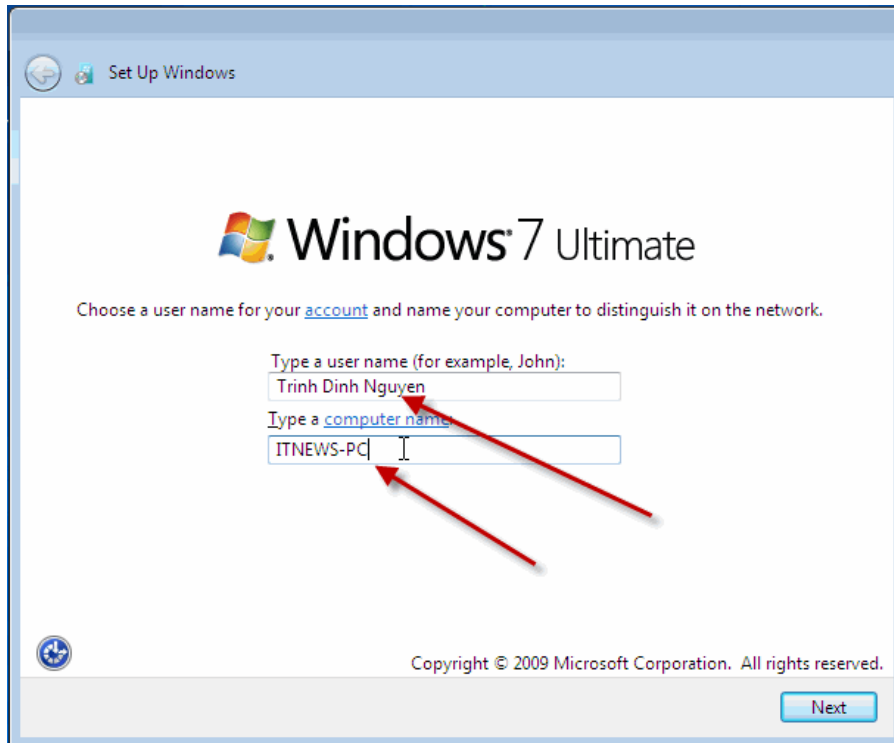 Set Up Windows
Windows 7 Ultimate
Choose a user name for your account and name your computer to distinguish it on the network.
Type a user name (for example, John):
Trinh Dinh Nguyen
Type a computer name:
ITNEWS-PC
Copyright © 2009 Microsoft Corporation. All rights reserved.
Next